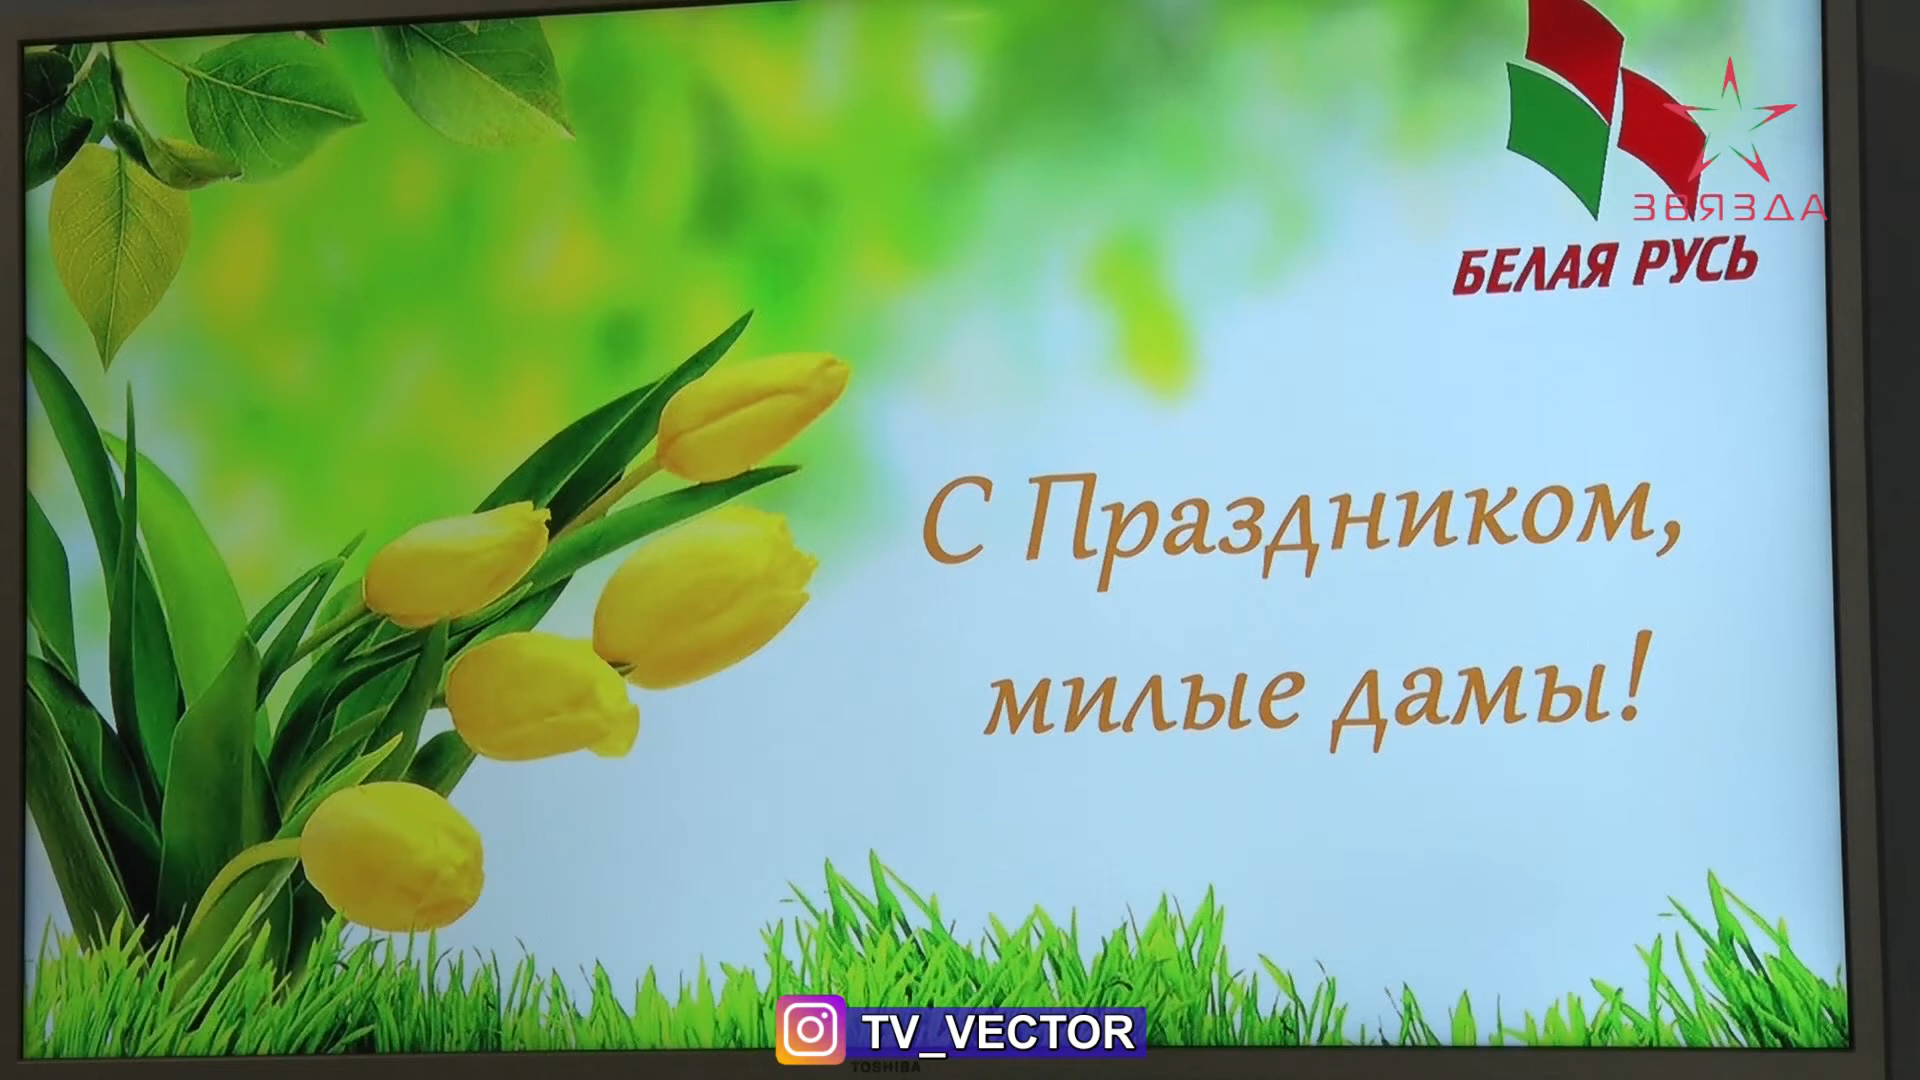 ЗВЯЗДА
БЕЛАЯ РУСЬ
С Праздником,
милые дамы!
TV_VECTOR
TOSHIBA